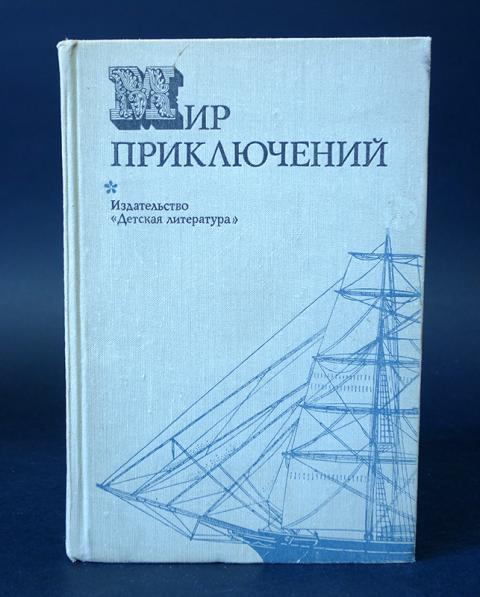 Мир
приключений
*
Издательство
«Детская литература»